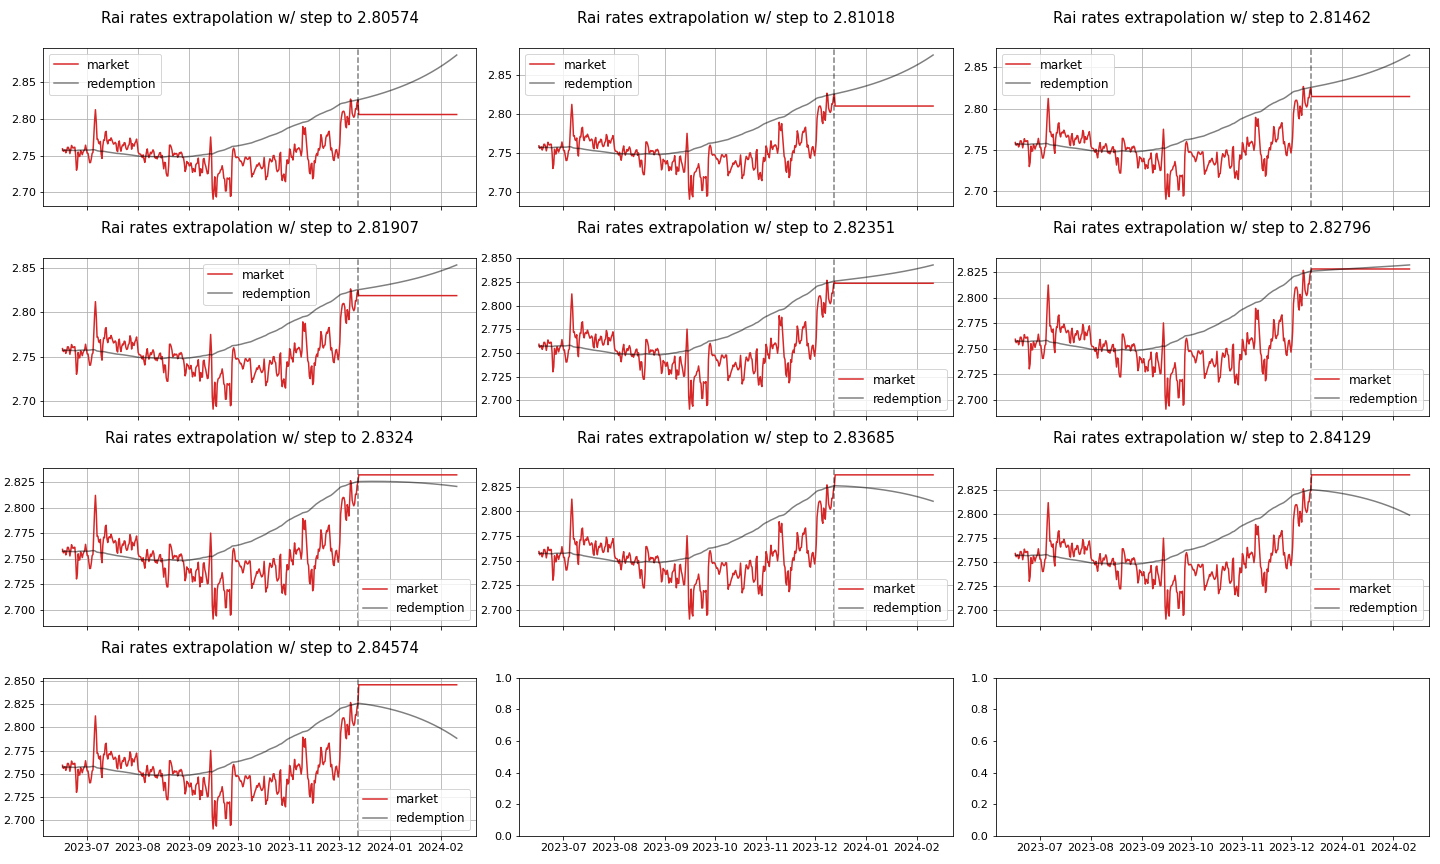 Rai rates extrapolation w/ step to 2.80574
Rai rates extrapolation w/ step to 2.81018
Rai rates extrapolation w/ step to 2.81462
market
redemption
2.85
2.80
2.75
2.70
market
redemption
2.85
2.80
2.75
2.70
market
redemption
2.85
2.80
2.75
2.70
Rai rates extrapolation w/ step to 2.81907
Rai rates extrapolation w/ step to 2.82351
Rai rates extrapolation w/ step to 2.82796
market
redemption
2.85
2.80
2.75
2.70
2.850
2.825
2.800
2.775
2.750
2.725
2.700
market
redemption
2.825
2.800
2.775
2.750
2.725
2.700
market
redemption
Rai rates extrapolation w/ step to 2.8324
Rai rates extrapolation w/ step to 2.83685
Rai rates extrapolation w/ step to 2.84129
2.825
2.800
2.775
2.750
2.725
2.700
market
redemption
2.825
2.800
2.775
2.750
2.725
2.700
market
redemption
2.825
2.800
2.775
2.750
2.725
2.700
market
redemption
Rai rates extrapolation w/ step to 2.84574
2.850
2.825
2.800
2.775
2.750
2.725
2.700
market
redemption
2023-07 2023-08 2023-09 2023-10 2023-11 2023-12 2024-01 2024-02
1.0
0.8
0.6
0.4
0.2
0.0
2023-07 2023-08 2023-09 2023-10 2023-11 2023-12 2024-01 2024-02
1.0
0.8
0.6
0.4
0.2
0.0
2023-07 2023-08 2023-09 2023-10 2023-11 2023-12 2024-01 2024-02